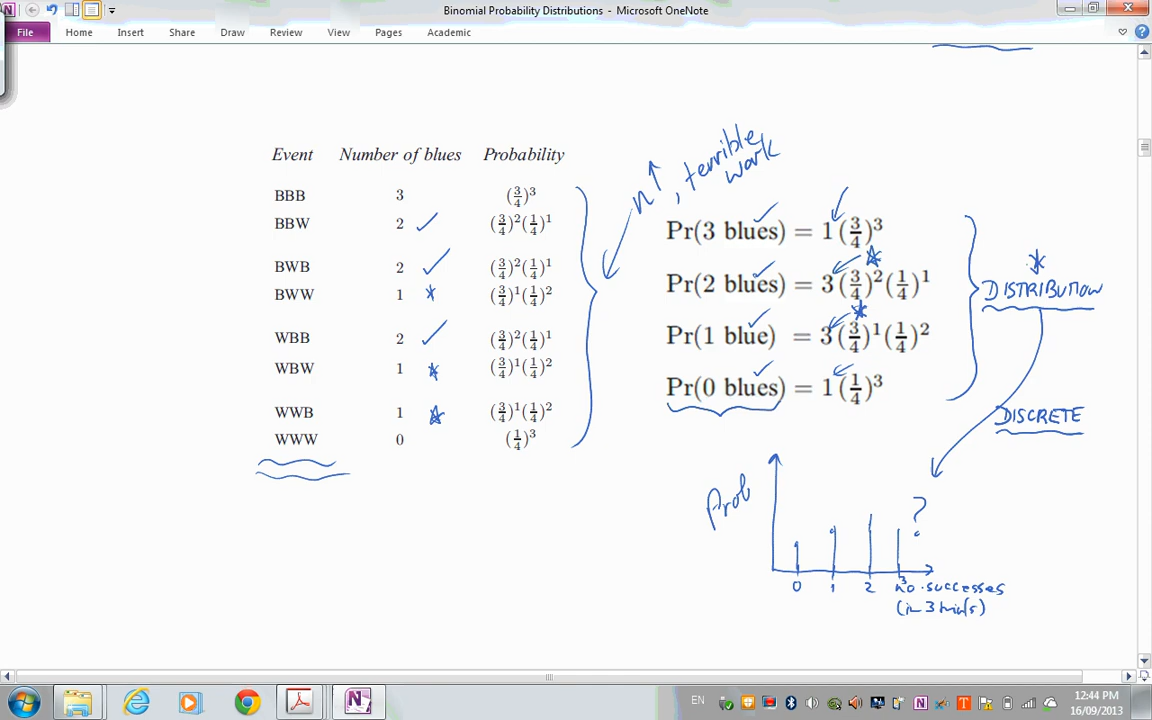 Binomial Probability Distributions - Microsoft OneNote
File Home Insert Share Draw Review View Pages Academic
Event Number of blues Probability
BBB 3 (3/4)^3
BBW 2 ✓ (3/4)^2(1/4)^1
BWB 2 ✓ (3/4)^2(1/4)^1
BWW 1 * (3/4)^1(1/4)^2
WBB 2 ✓ (3/4)^2(1/4)^1
WBW 1 * (3/4)^1(1/4)^2
WWB 1 * (3/4)^1(1/4)^2
WWW 0 (1/4)^3
n↑, terrible
work
Pr(3 blues) = 1(3/4)^3
Pr(2 blues) = 3(3/4)^2(1/4)^1
Pr(1 blue) = 3(3/4)^1(1/4)^2
Pr(0 blues) = 1(1/4)^3
*
DISTRIBUTION
DISCRETE
Prob
?
0 1 2 3
no. successes
(in 3 trials)
EN
12:44 PM
16/09/2013